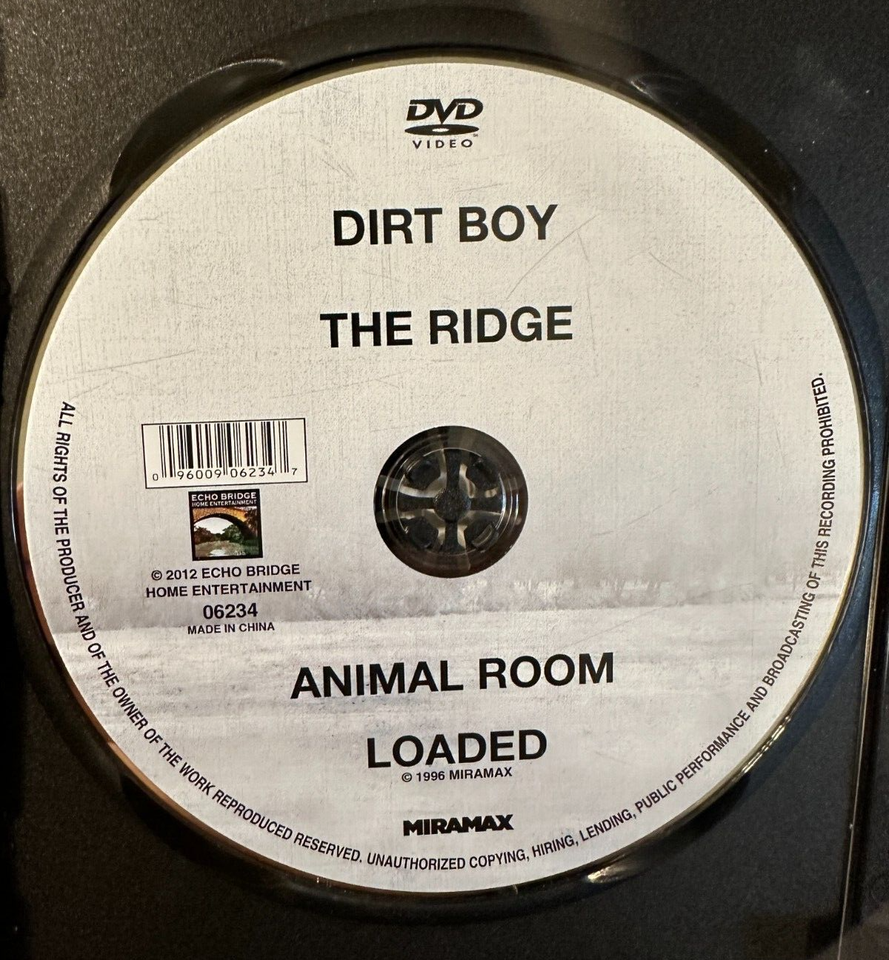 DVD
VIDEO
DIRT BOY
THE RIDGE
0 96009 06234 7
ECHO BRIDGE
HOME ENTERTAINMENT
© 2012 ECHO BRIDGE
HOME ENTERTAINMENT
06234
MADE IN CHINA
ANIMAL ROOM
LOADED
© 1996 MIRAMAX
MIRAMAX
ALL RIGHTS OF THE PRODUCER AND OF THE OWNER OF THE WORK REPRODUCED RESERVED. UNAUTHORIZED COPYING, HIRING, LENDING, PUBLIC PERFORMANCE AND BROADCASTING OF THIS RECORDING PROHIBITED.